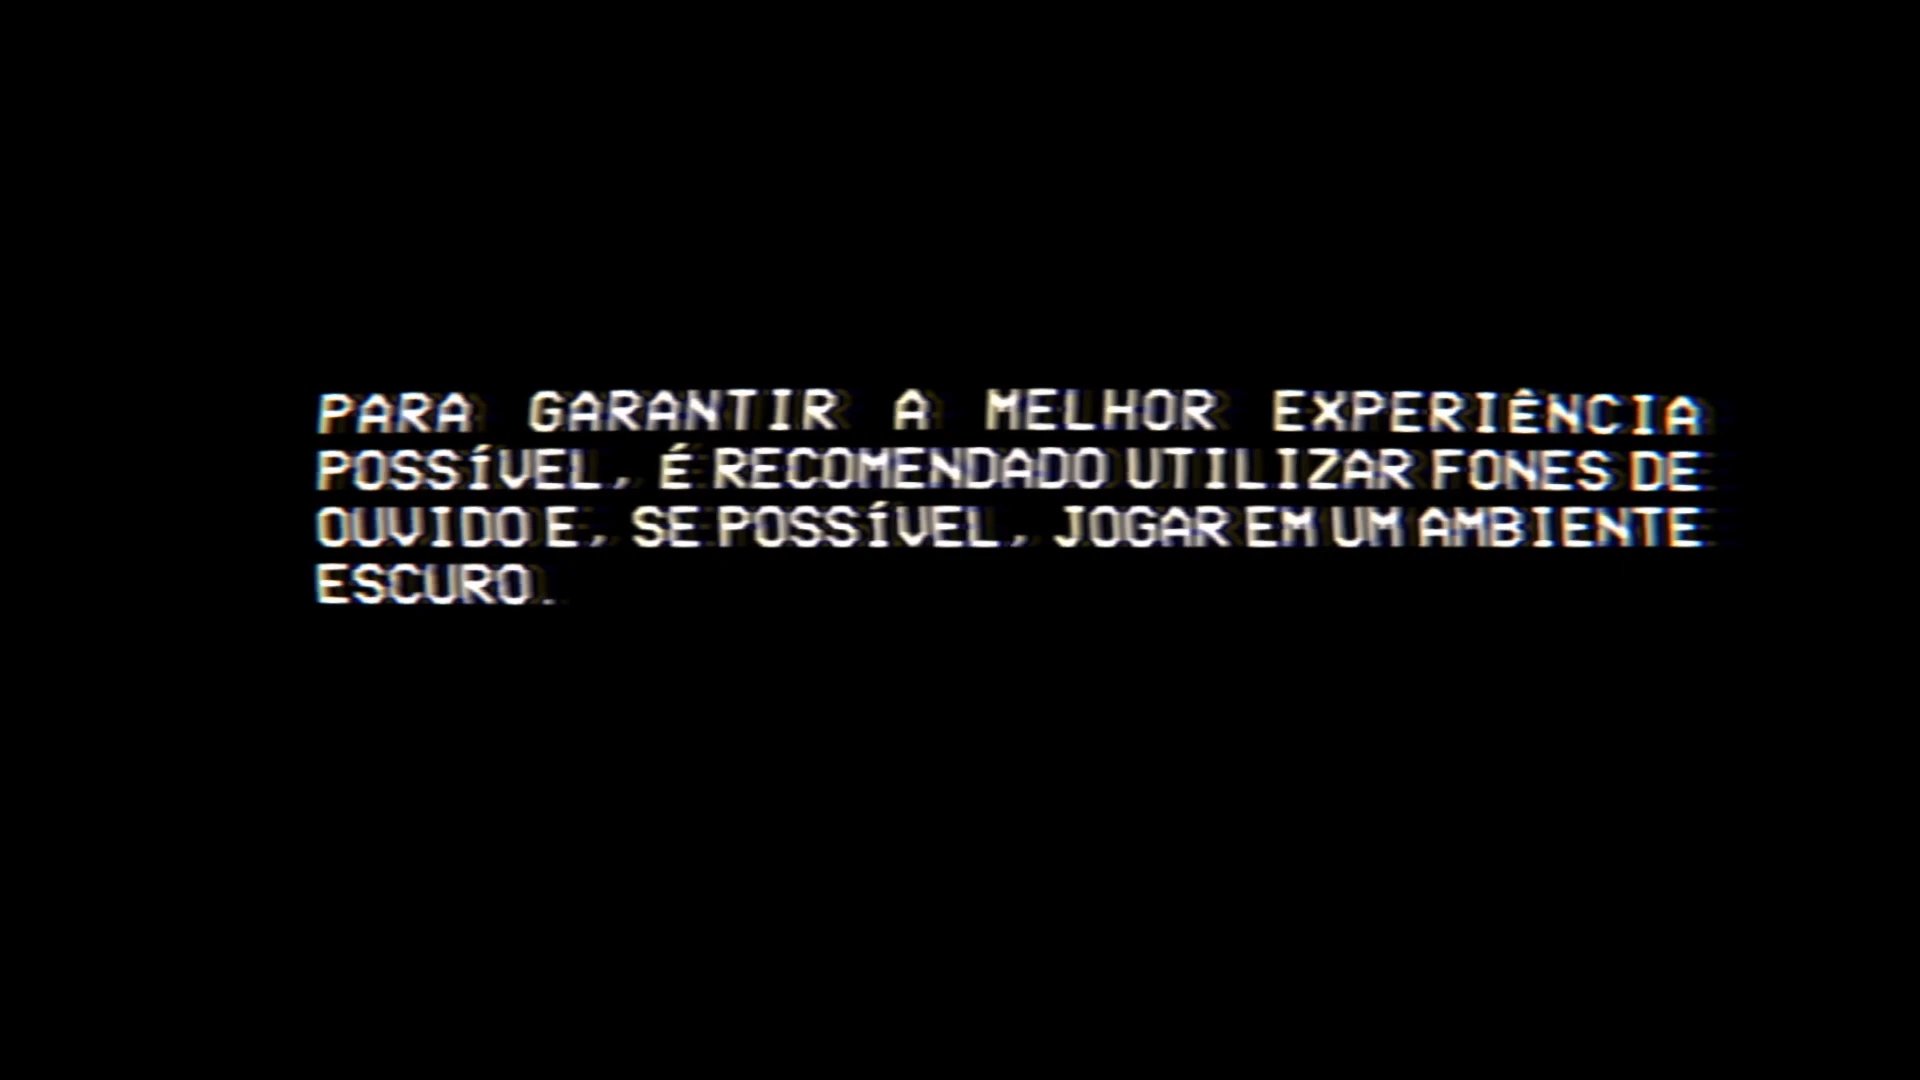 PARA GARANTIR A MELHOR EXPERIÊNCIA
POSSÍVEL, É RECOMENDADO UTILIZAR FONES DE
OUVIDO E, SE POSSÍVEL, JOGAR EM UM AMBIENTE
ESCURO.